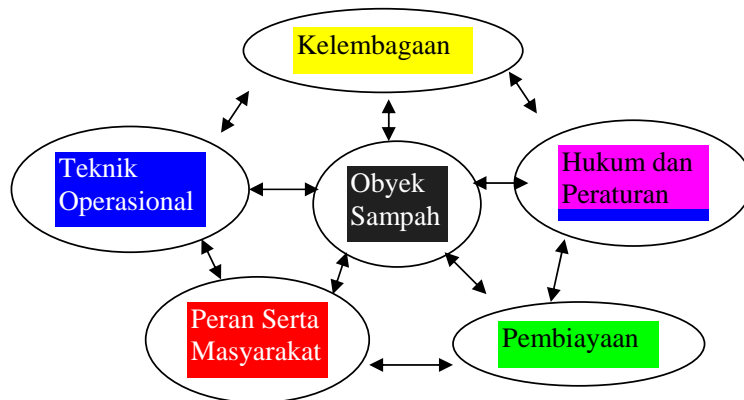 Kelembagaan
Teknik
Operasional
Obyek
Sampah
Hukum dan
Peraturan
Peran Serta
Masyarakat
Pembiayaan